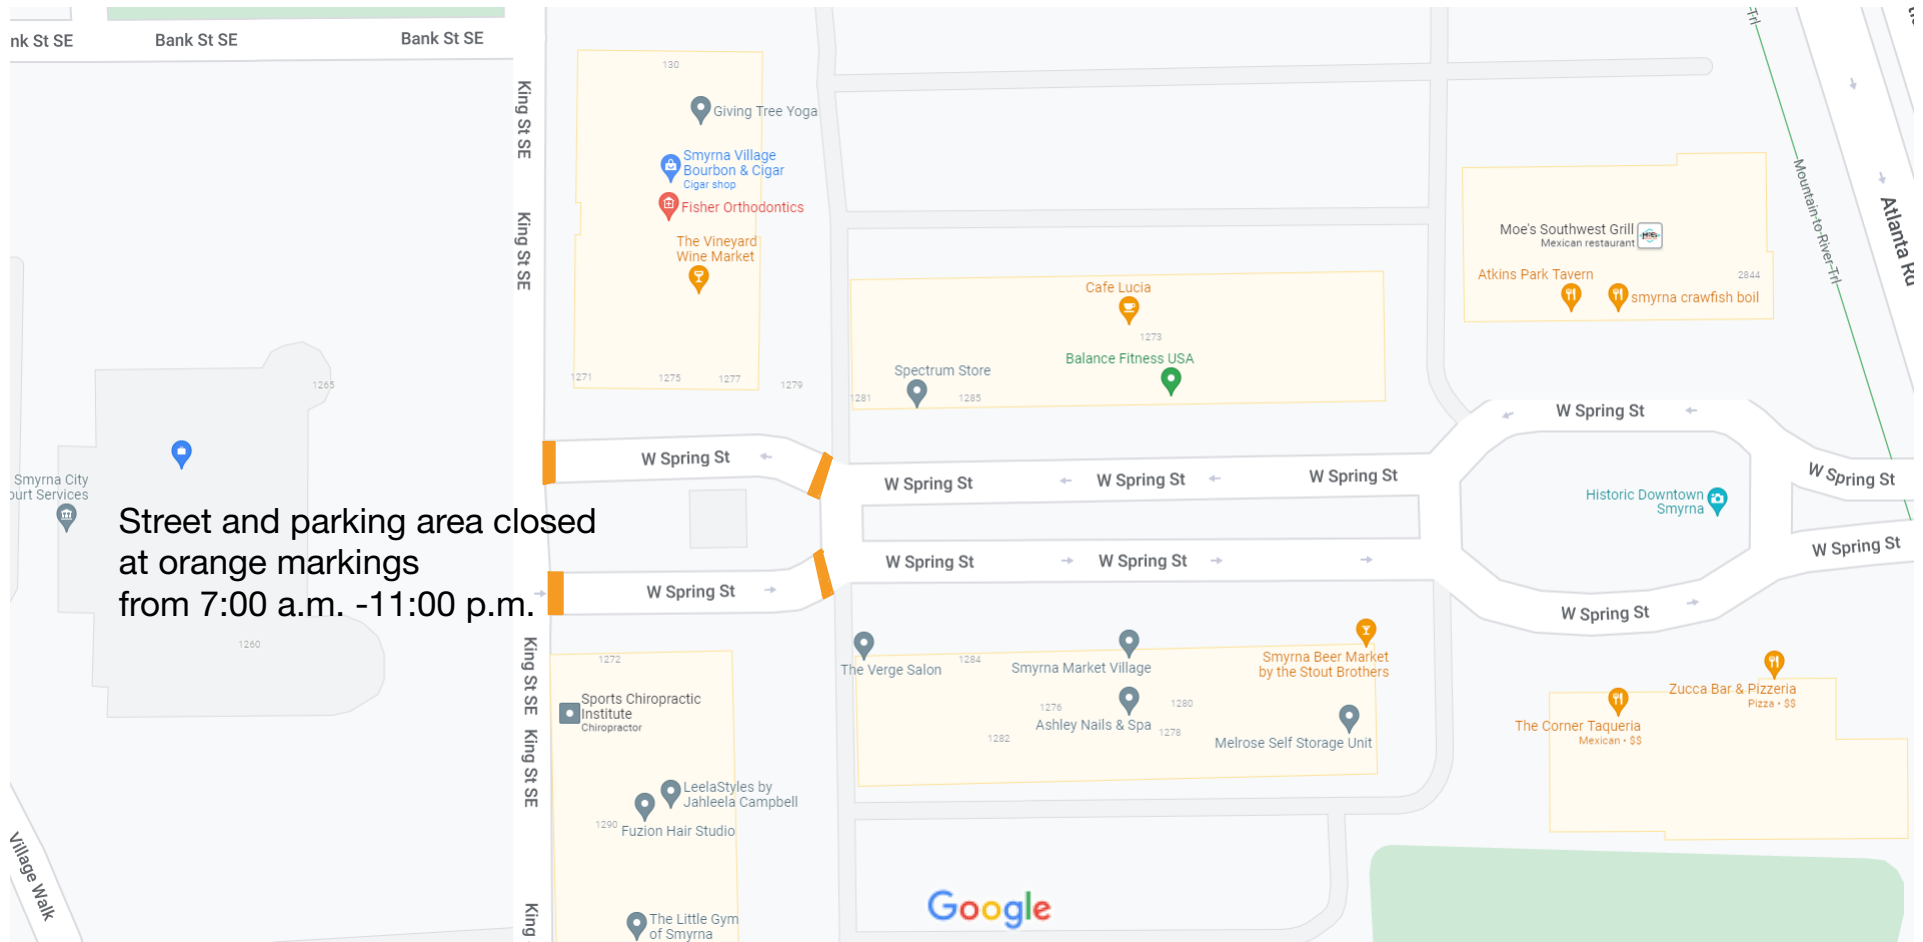 nk St SE
Bank St SE
Bank St SE
King St SE
130
Giving Tree Yoga
Smyrna Village
Bourbon & Cigar
Cigar shop
Fisher Orthodontics
The Vineyard
Wine Market
King St SE
1271
1275
1277
1279
Mountain-to-River-Trl
Atlanta Rd
Moe's Southwest Grill
Mexican restaurant
MOE'S
Atkins Park Tavern
2844
smyrna crawfish boil
Cafe Lucia
1273
Balance Fitness USA
Spectrum Store
1281
1285
1265
W Spring St
W Spring St
W Spring St
W Spring St
W Spring St
W Spring St
Historic Downtown
Smyrna
Smyrna City
ourt Services
Street and parking area closed
at orange markings
from 7:00 a.m. -11:00 p.m.
W Spring St
W Spring St
W Spring St
W Spring St
W Spring St
1260
King St SE
1272
Sports Chiropractic
Institute
Chiropractor
King St SE
The Verge Salon
1284
Smyrna Market Village
Smyrna Beer Market
by the Stout Brothers
1276
1280
Ashley Nails & Spa
1278
1282
Melrose Self Storage Unit
Zucca Bar & Pizzeria
Pizza • $$
The Corner Taqueria
Mexican • $$
LeelaStyles by
Jahleela Campbell
1290
Fuzion Hair Studio
Village Walk
The Little Gym
of Smyrna
King
Google